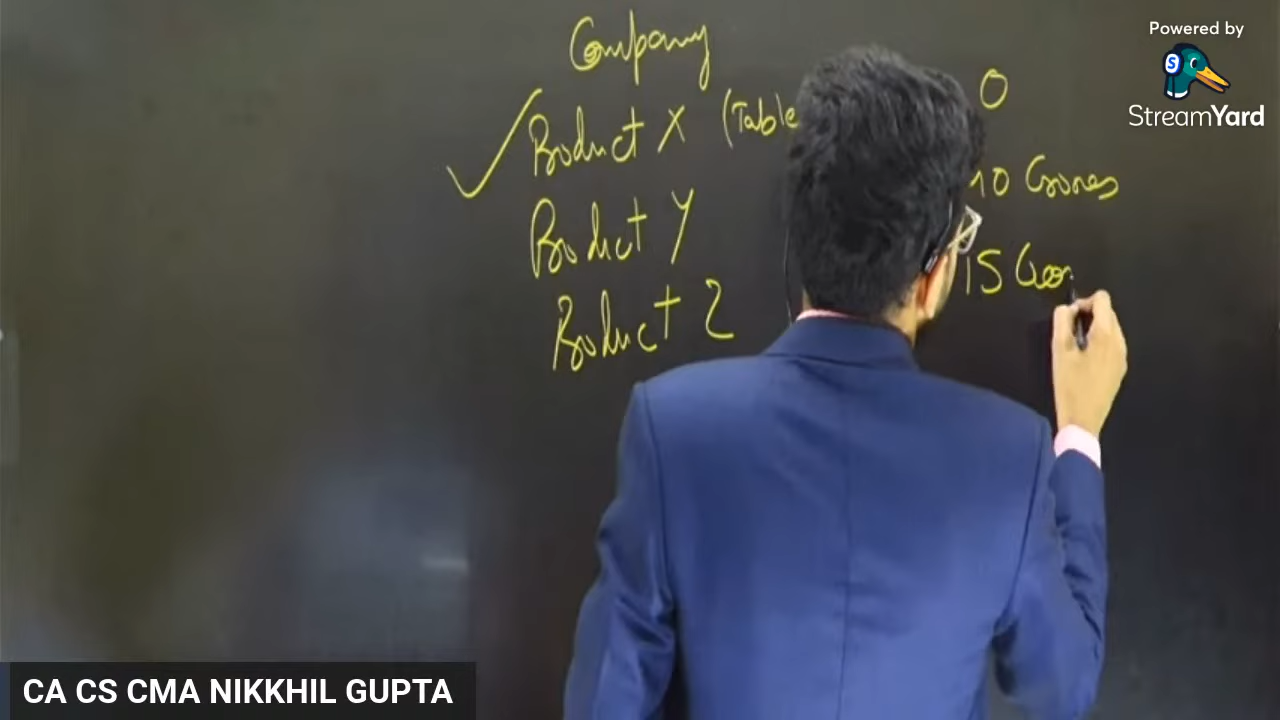 Powered by
StreamYard
Company
Product X (Table 0
Product Y 10 Crores
Product Z 15 Cror
CA CS CMA NIKKHIL GUPTA